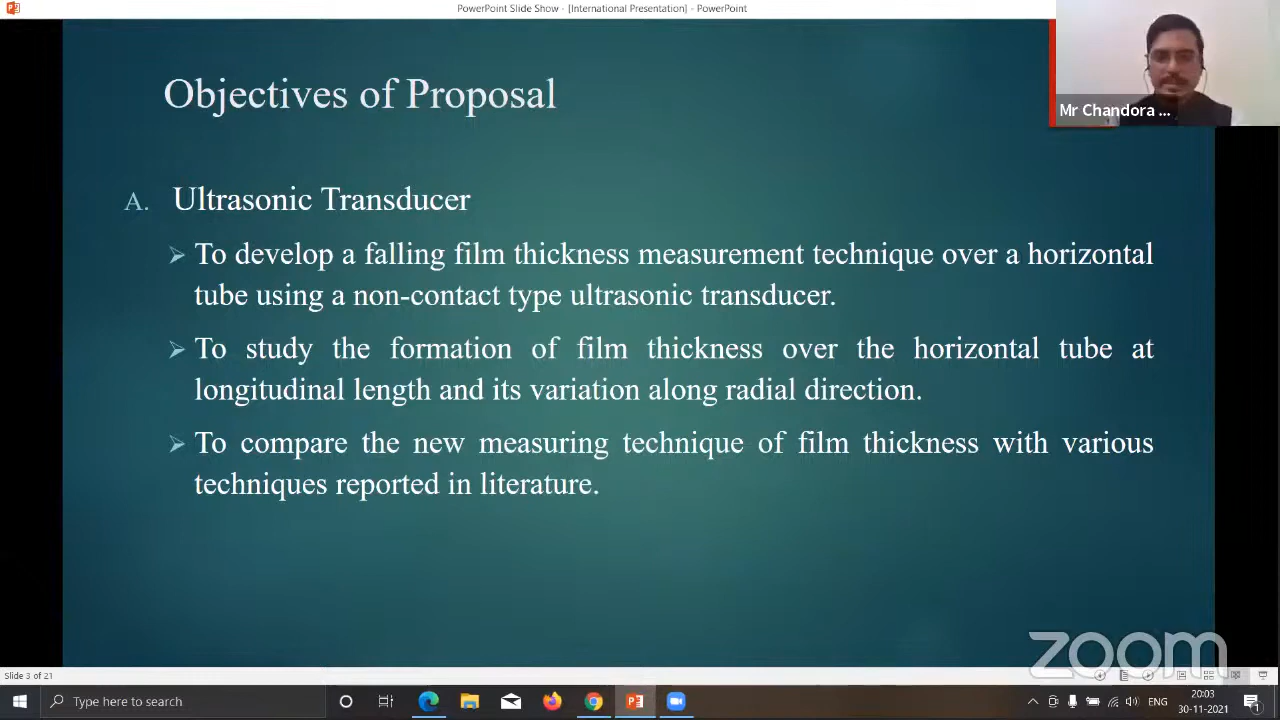 PowerPoint Slide Show - [International Presentation] - PowerPoint
Mr Chandora ...
Objectives of Proposal
A. Ultrasonic Transducer
➢ To develop a falling film thickness measurement technique over a horizontal
tube using a non-contact type ultrasonic transducer.
➢ To study the formation of film thickness over the horizontal tube at
longitudinal length and its variation along radial direction.
➢ To compare the new measuring technique of film thickness with various
techniques reported in literature.
zoom
Slide 3 of 21
Type here to search
ENG
20:03
30-11-2021